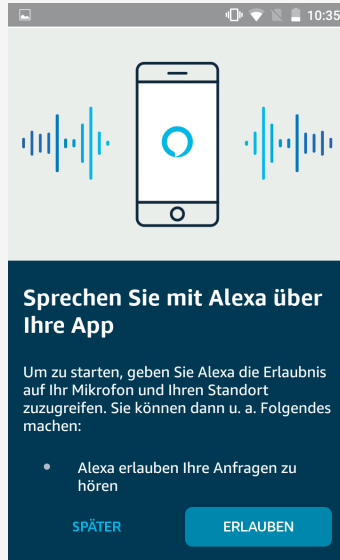 10:35
Sprechen Sie mit Alexa über
Ihre App
Um zu starten, geben Sie Alexa die Erlaubnis
auf Ihr Mikrofon und Ihren Standort
zuzugreifen. Sie können dann u. a. Folgendes
machen:
• Alexa erlauben Ihre Anfragen zu
hören
SPÄTER ERLAUBEN